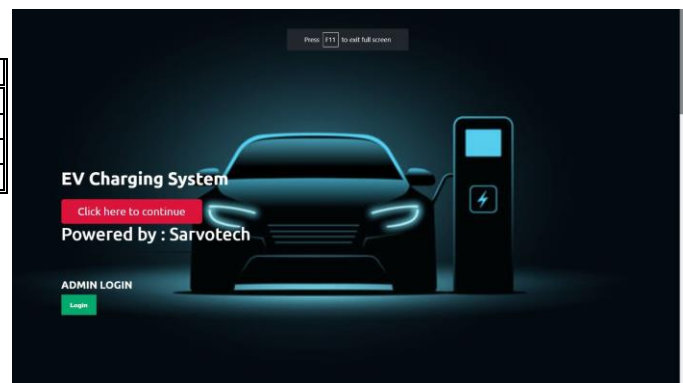 Press F11 to exit full screen
EV Charging System
Click here to continue
Powered by : Sarvotech
ADMIN LOGIN
Login